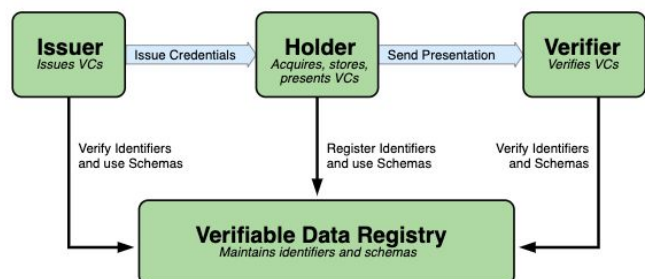 Issuer
Issues VCs
Issue Credentials
Holder
Acquires, stores,
presents VCs
Send Presentation
Verifier
Verifies VCs
Verify Identifiers
and use Schemas
Register Identifiers
and use Schemas
Verify Identifiers
and Schemas
Verifiable Data Registry
Maintains identifiers and schemas